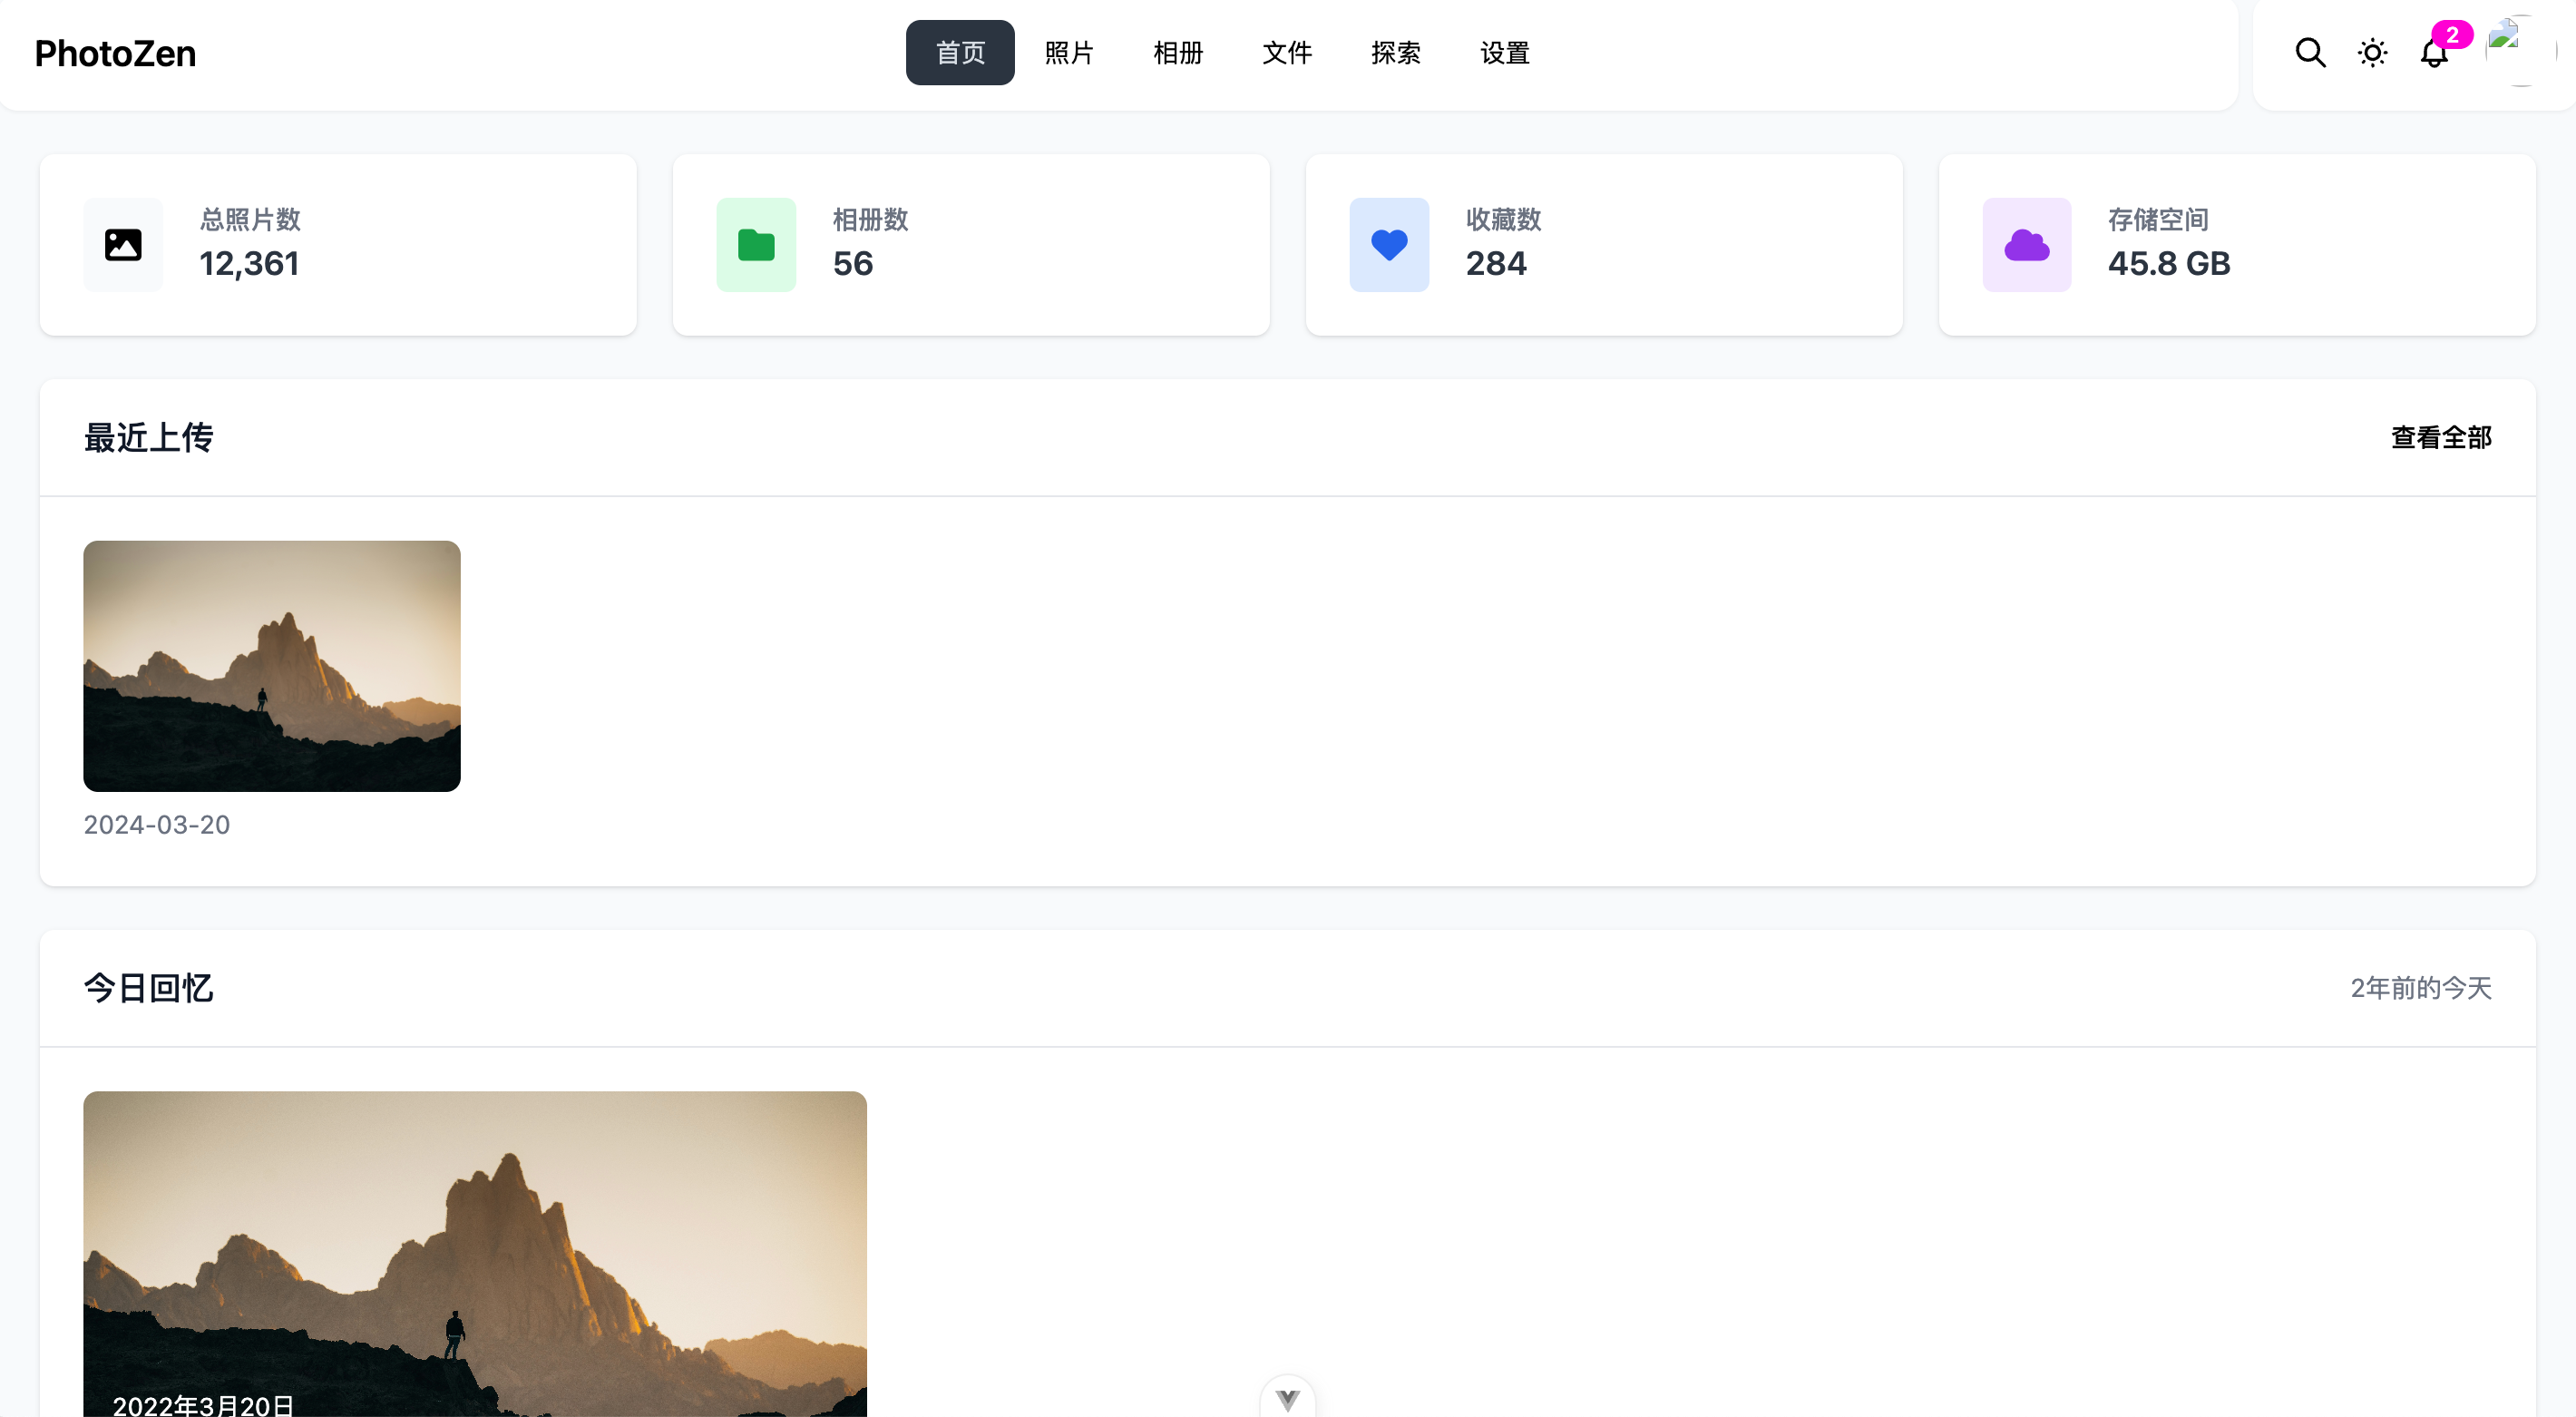 PhotoZen
首页
照片
相册
文件
探索
设置
2
总照片数
12,361
相册数
56
收藏数
284
存储空间
45.8 GB
最近上传
查看全部
2024-03-20
今日回忆
2年前的今天
2022年3月20日